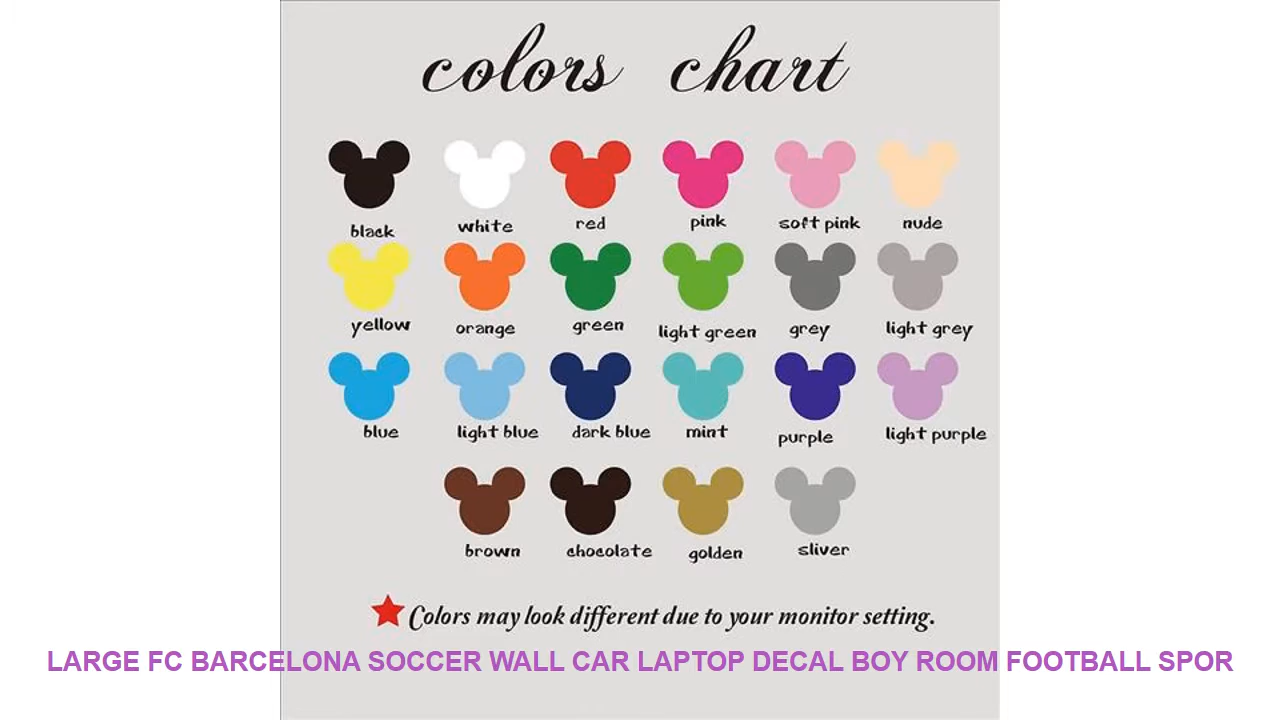 colors chart
black white red pink soft pink nude
yellow orange green light green grey light grey
blue light blue dark blue mint purple light purple
brown chocolate golden sliver
Colors may look different due to your monitor setting.
LARGE FC BARCELONA SOCCER WALL CAR LAPTOP DECAL BOY ROOM FOOTBALL SPOR